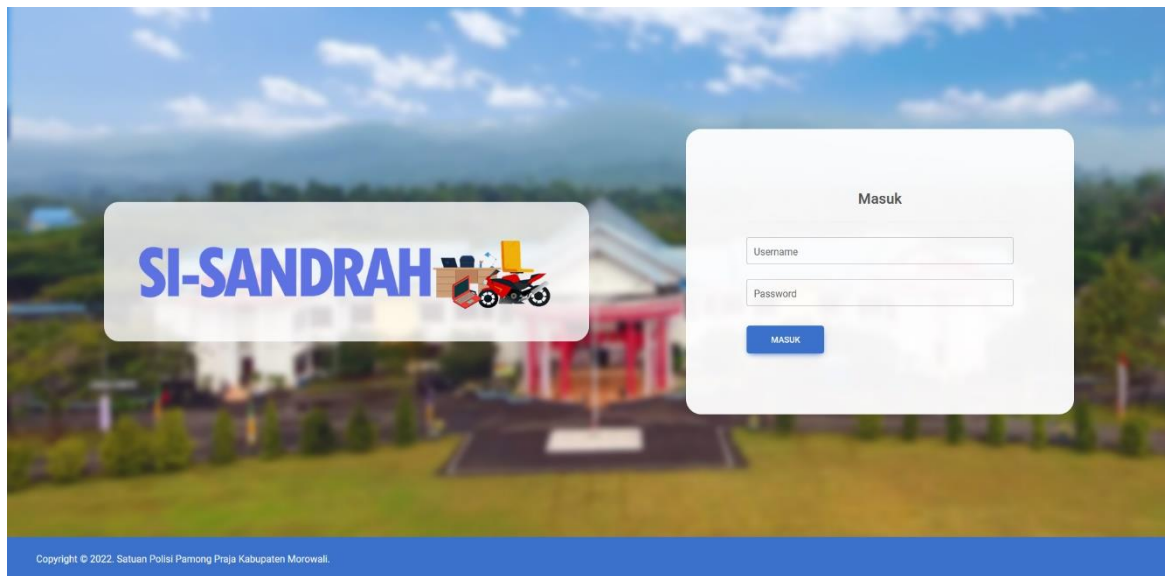 SI-SANDRAH
Masuk
Username
Password
MASUK
Copyright © 2022. Satuan Polisi Pamong Praja Kabupaten Morowali.